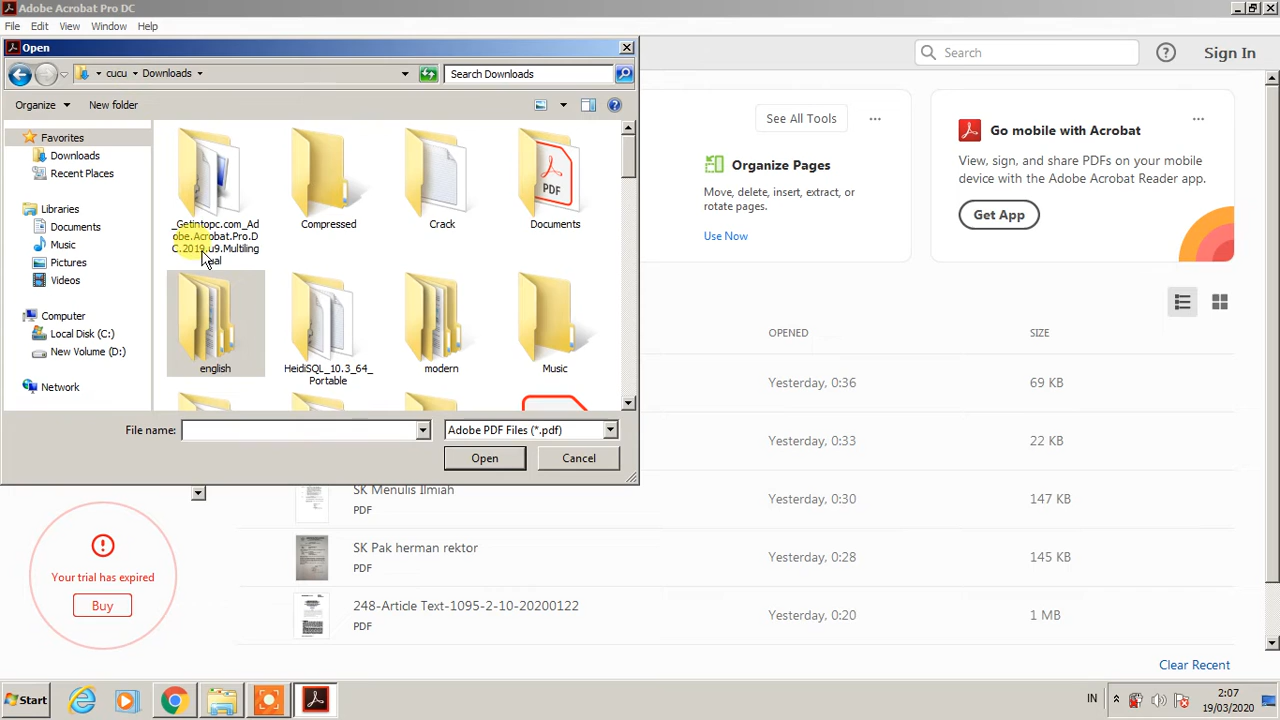 Adobe Acrobat Pro DC
File Edit View Window Help
Open
cucu Downloads
Search Downloads
Search
Sign In
Organize
New folder
Favorites
Downloads
Recent Places
Libraries
Documents
Music
Pictures
Videos
Computer
Local Disk (C:)
New Volume (D:)
Network
_Getintopc.com_Ad
obe.Acrobat.Pro.D
C.2019.u9.Multiling
ual
Compressed
Crack
Documents
PDF
english
HeidiSQL_10.3_64_
Portable
modern
Music
File name:
Adobe PDF Files (*.pdf)
Open
Cancel
See All Tools
Organize Pages
Move, delete, insert, extract, or
rotate pages.
Use Now
Go mobile with Acrobat
View, sign, and share PDFs on your mobile
device with the Adobe Acrobat Reader app.
Get App
OPENED
SIZE
Yesterday, 0:36
69 KB
Yesterday, 0:33
22 KB
SK Menulis Ilmiah
PDF
Yesterday, 0:30
147 KB
SK Pak herman rektor
PDF
Yesterday, 0:28
145 KB
248-Article Text-1095-2-10-20200122
PDF
Yesterday, 0:20
1 MB
Your trial has expired
Buy
Clear Recent
Start
IN
2:07
19/03/2020